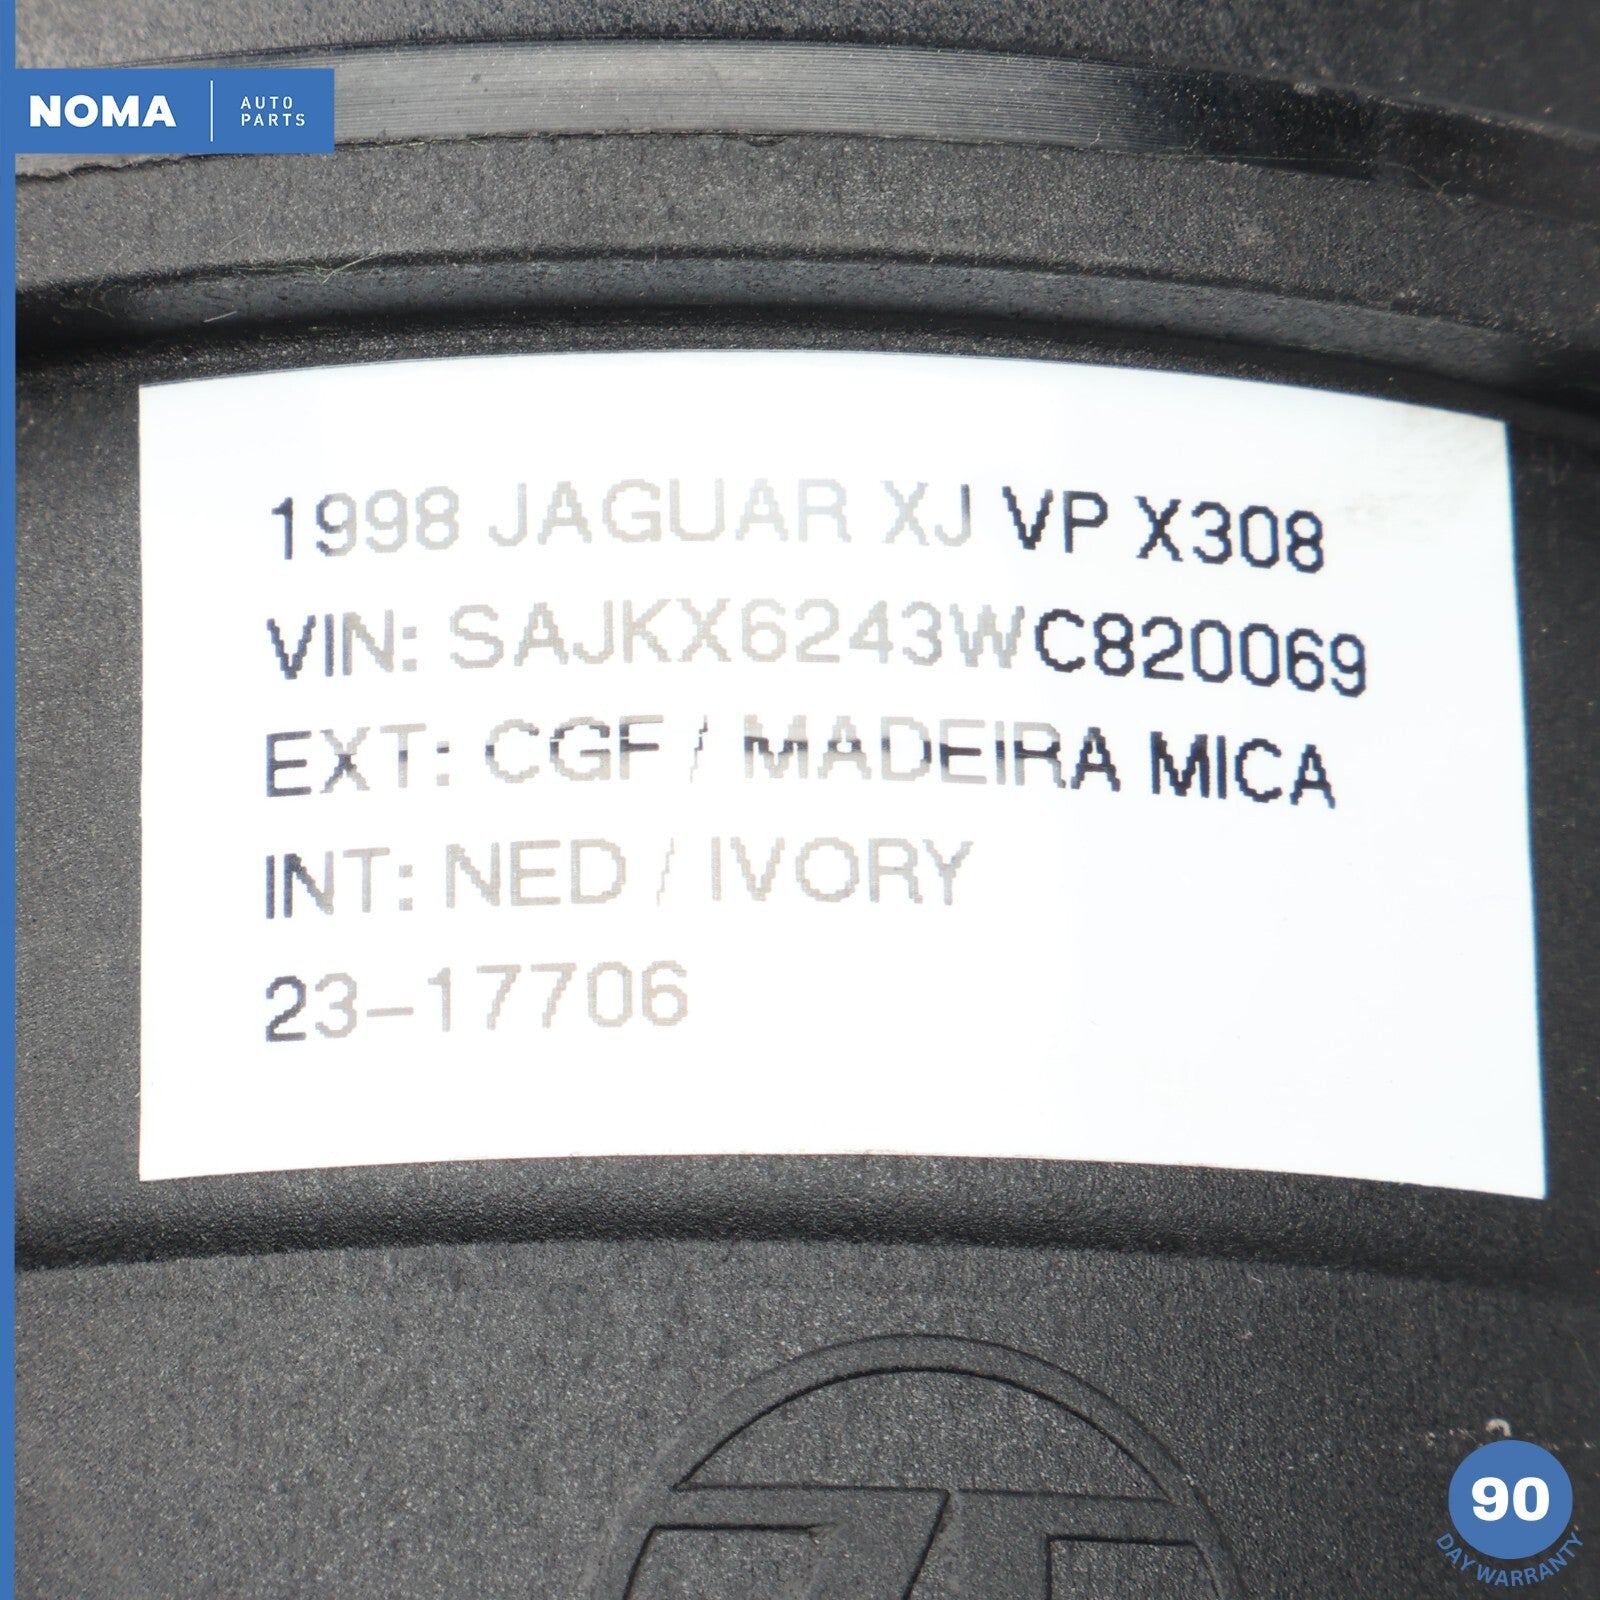 NOMA
AUTO
PARTS
1998 JAGUAR XJ VP X308
VIN: SAJKX6243WC820069
EXT: CGF / MADEIRA MICA
INT: NED / IVORY
23-17706
90
DAY WARRANTY